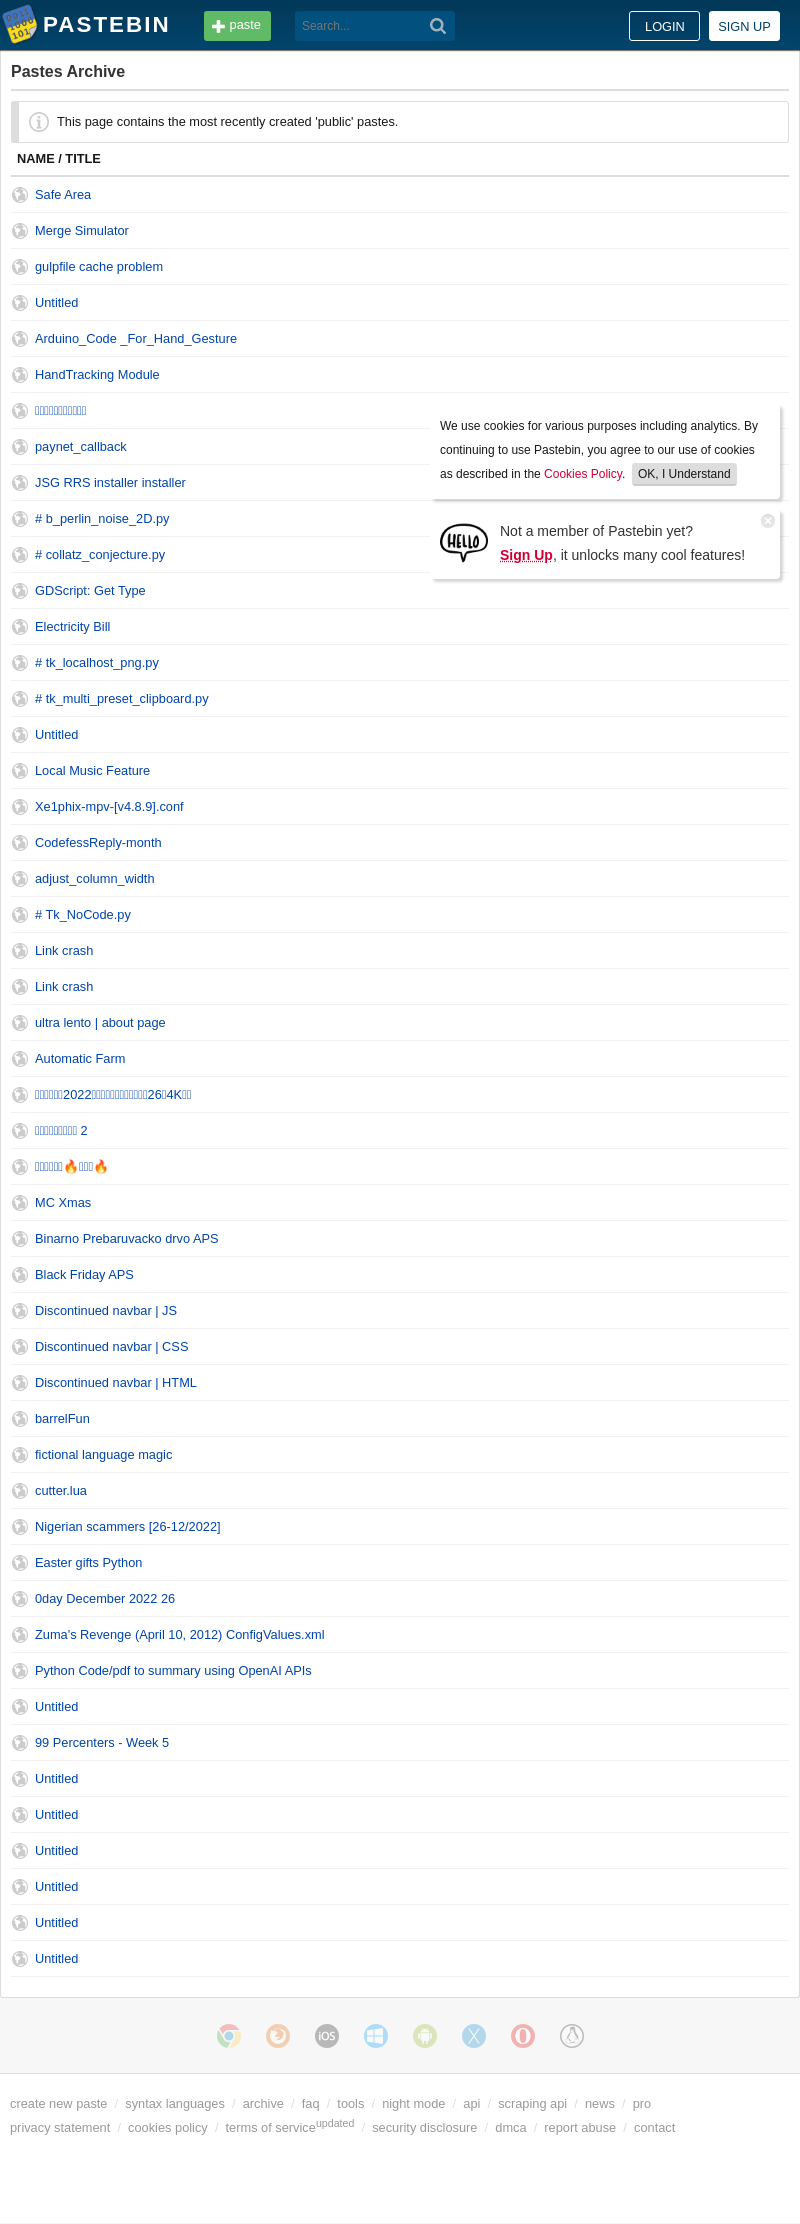 PASTEBIN
paste
Search...
LOGIN
SIGN UP
Pastes Archive
This page contains the most recently created 'public' pastes.
NAME / TITLE
Safe Area
Merge Simulator
gulpfile cache problem
Untitled
Arduino_Code _For_Hand_Gesture
HandTracking Module
paynet_callback
JSG RRS installer installer
# b_perlin_noise_2D.py
# collatz_conjecture.py
We use cookies for various purposes including analytics. By
continuing to use Pastebin, you agree to our use of cookies
as described in the Cookies Policy. OK, I Understand
HELLO
Not a member of Pastebin yet?
Sign Up, it unlocks many cool features!
GDScript: Get Type
Electricity Bill
# tk_localhost_png.py
# tk_multi_preset_clipboard.py
Untitled
Local Music Feature
Xe1phix-mpv-[v4.8.9].conf
CodefessReply-month
adjust_column_width
# Tk_NoCode.py
Link crash
Link crash
ultra lento | about page
Automatic Farm
2022 26 4K
2
🔥 🔥
MC Xmas
Binarno Prebaruvacko drvo APS
Black Friday APS
Discontinued navbar | JS
Discontinued navbar | CSS
Discontinued navbar | HTML
barrelFun
fictional language magic
cutter.lua
Nigerian scammers [26-12/2022]
Easter gifts Python
0day December 2022 26
Zuma's Revenge (April 10, 2012) ConfigValues.xml
Python Code/pdf to summary using OpenAI APIs
Untitled
99 Percenters - Week 5
Untitled
Untitled
Untitled
Untitled
Untitled
Untitled
iOS
create new paste / syntax languages / archive / faq / tools / night mode / api / scraping api / news / pro
privacy statement / cookies policy / terms of service updated / security disclosure / dmca / report abuse / contact